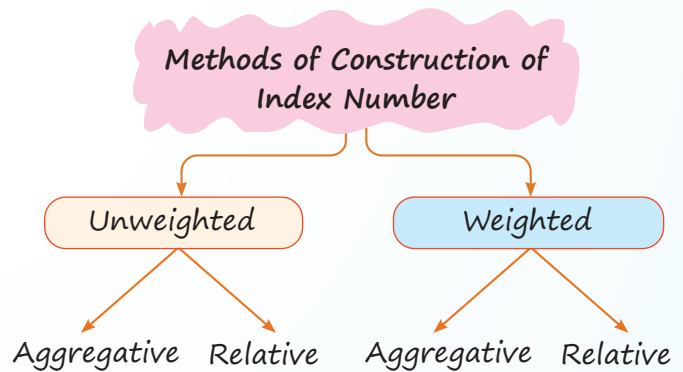 Methods of Construction of
Index Number
Unweighted
Weighted
Aggregative
Relative
Aggregative
Relative